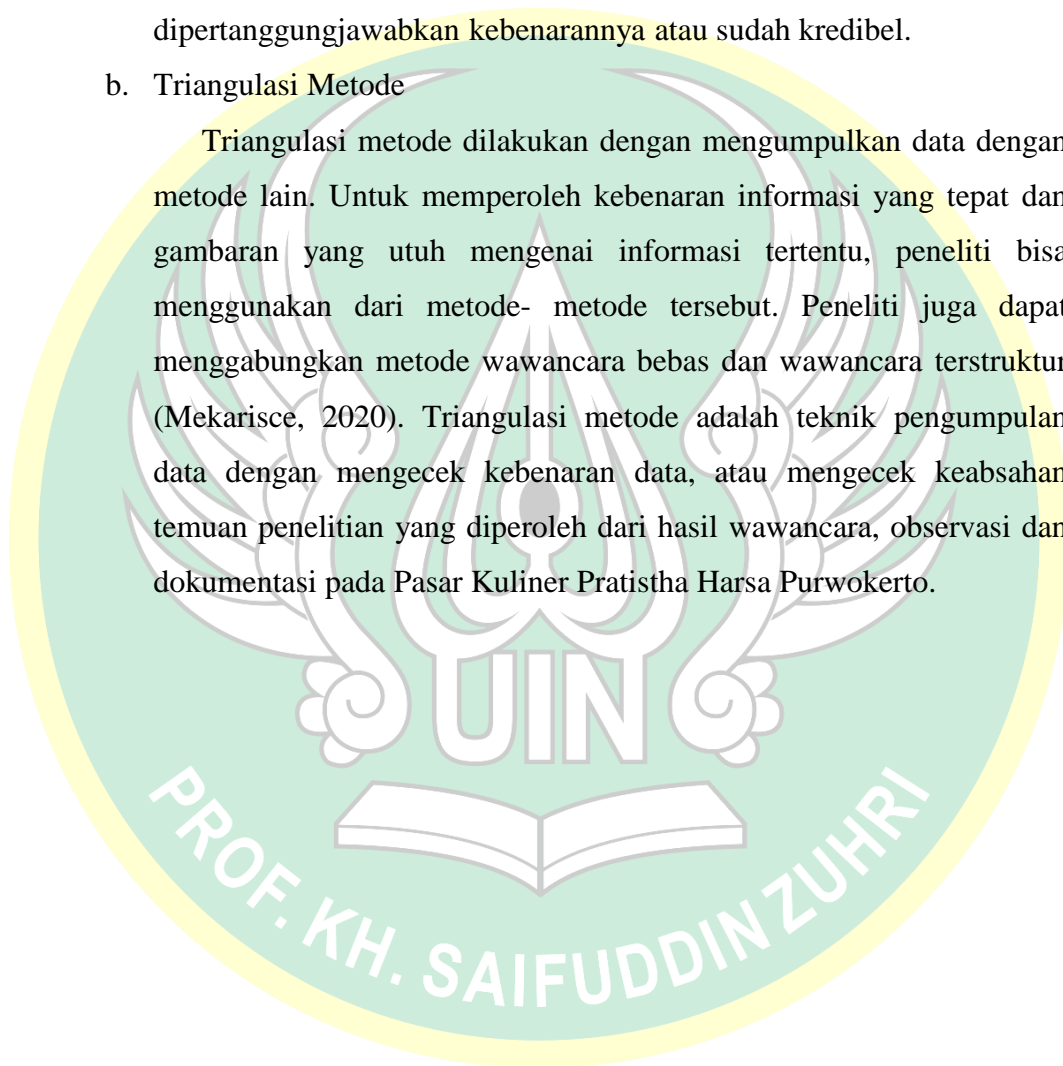 dipertanggungjawabkan kebenarannya atau sudah kredibel.
b. Triangulasi Metode
Triangulasi metode dilakukan dengan mengumpulkan data dengan
metode lain. Untuk memperoleh kebenaran informasi yang tepat dan
gambaran yang utuh mengenai informasi tertentu, peneliti bisa
menggunakan dari metode- metode tersebut. Peneliti juga dapat
menggabungkan metode wawancara bebas dan wawancara terstruktur
(Mekarisce, 2020). Triangulasi metode adalah teknik pengumpulan
data dengan mengecek kebenaran data, atau mengecek keabsahan
temuan penelitian yang diperoleh dari hasil wawancara, observasi dan
dokumentasi pada Pasar Kuliner Pratistha Harsa Purwokerto.
UIN
PROF. KH. SAIFUDDIN ZUHRI